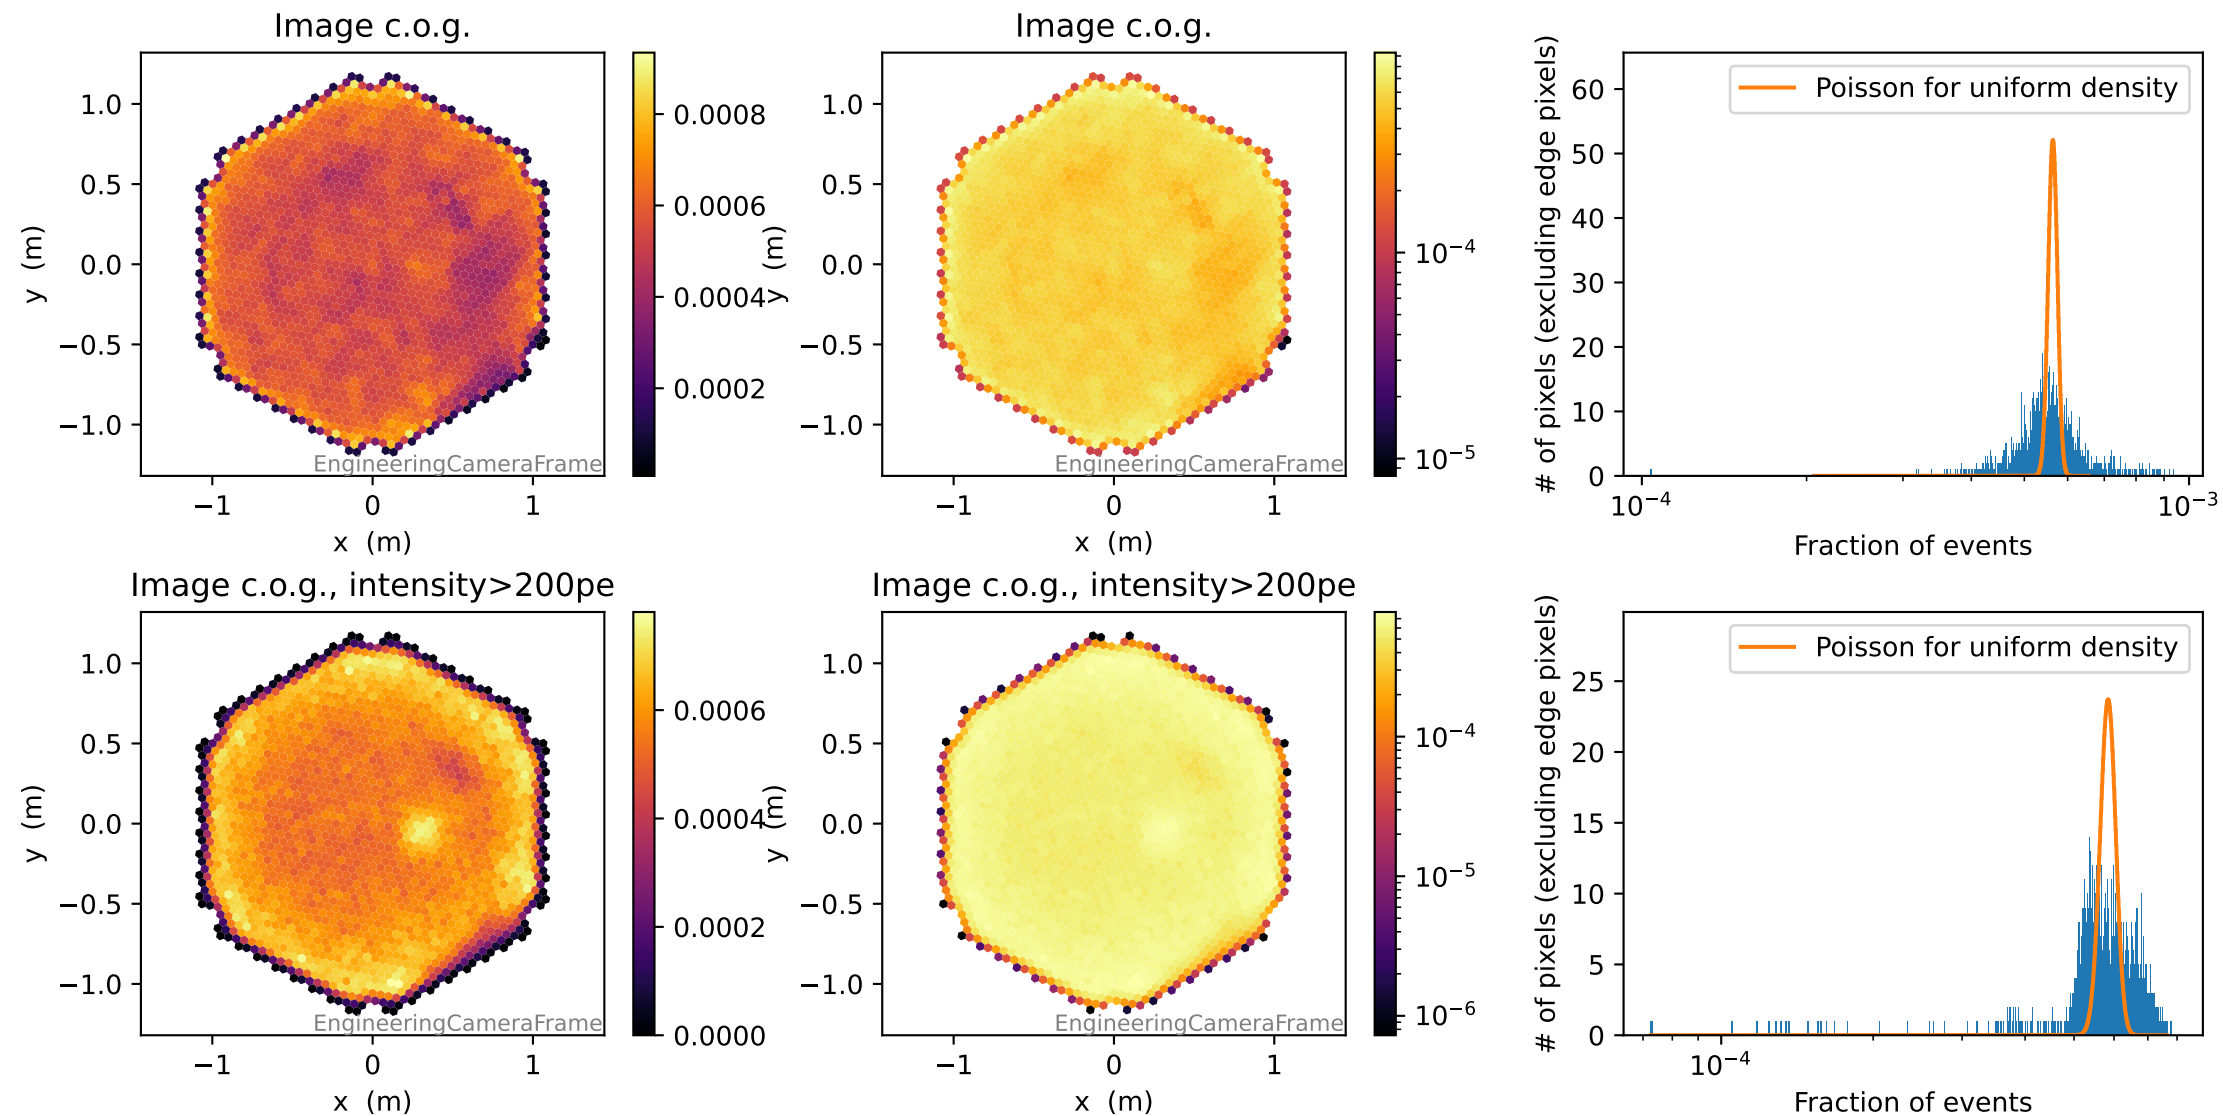 Image c.o.g.
1.0
0.5
0.0
−0.5
−1.0
y (m)
−1
0
1
x (m)
EngineeringCameraFrame
0.0008
0.0006
0.0004
0.0002
Image c.o.g.
1.0
0.5
0.0
−0.5
−1.0
y (m)
−1
0
1
x (m)
EngineeringCameraFrame
10⁻⁴
10⁻⁵
# of pixels (excluding edge pixels)
60
50
40
30
20
10
0
Poisson for uniform density
10⁻⁴
10⁻³
Fraction of events
Image c.o.g., intensity>200pe
1.0
0.5
0.0
−0.5
−1.0
y (m)
−1
0
1
x (m)
EngineeringCameraFrame
0.0006
0.0004
0.0002
0.0000
Image c.o.g., intensity>200pe
1.0
0.5
0.0
−0.5
−1.0
y (m)
−1
0
1
x (m)
EngineeringCameraFrame
10⁻⁴
10⁻⁵
10⁻⁶
# of pixels (excluding edge pixels)
25
20
15
10
5
0
Poisson for uniform density
10⁻⁴
Fraction of events